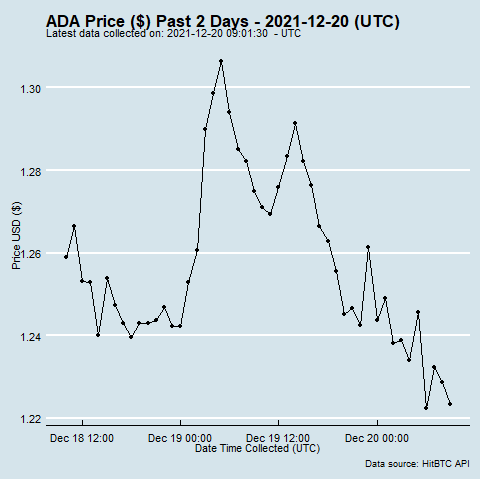 ADA Price ($) Past 2 Days - 2021-12-20 (UTC)
Latest data collected on: 2021-12-20 09:01:30 - UTC
1.30
1.28
1.26
1.24
1.22
Price USD ($)
Dec 18 12:00 Dec 19 00:00 Dec 19 12:00 Dec 20 00:00
Date Time Collected (UTC)
Data source: HitBTC API